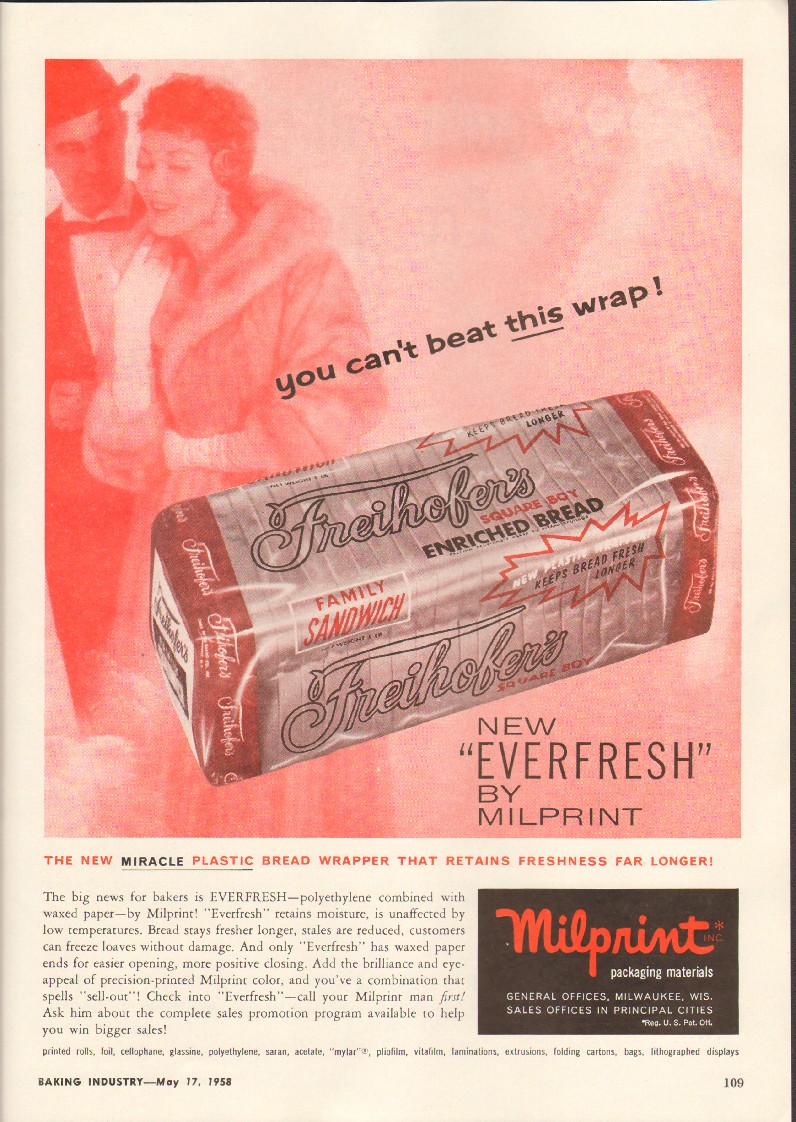 you can't beat this wrap!
KEEPS BREAD FRESH
LONGER
Freihofer's
SQUARE BOY
ENRICHED BREAD
NEW PLASTIC
KEEPS BREAD FRESH
LONGER
FAMILY
SANDWICH
Freihofer's
SQUARE BOY
Freihofer's
Freihofer's
Freihofer's
Freihofer's
Freihofer's
Freihofer's
Freihofer's
NEW
"EVERFRESH"
BY
MILPRINT
THE NEW MIRACLE PLASTIC BREAD WRAPPER THAT RETAINS FRESHNESS FAR LONGER!
The big news for bakers is EVERFRESH—polyethylene combined with
waxed paper—by Milprint! "Everfresh" retains moisture, is unaffected by
low temperatures. Bread stays fresher longer, stales are reduced, customers
can freeze loaves without damage. And only "Everfresh" has waxed paper
ends for easier opening, more positive closing. Add the brilliance and eye-
appeal of precision-printed Milprint color, and you've a combination that
spells "sell-out"! Check into "Everfresh"—call your Milprint man first!
Ask him about the complete sales promotion program available to help
you win bigger sales!
Milprint*
INC.
packaging materials
GENERAL OFFICES, MILWAUKEE, WIS.
SALES OFFICES IN PRINCIPAL CITIES
*Reg. U. S. Pat. Off.
printed rolls, foil, cellophane, glassine, polyethylene, saran, acetate, "mylar"®, pliofilm, vitafilm, laminations, extrusions, folding cartons, bags, lithographed displays
BAKING INDUSTRY—May 17, 1958
109